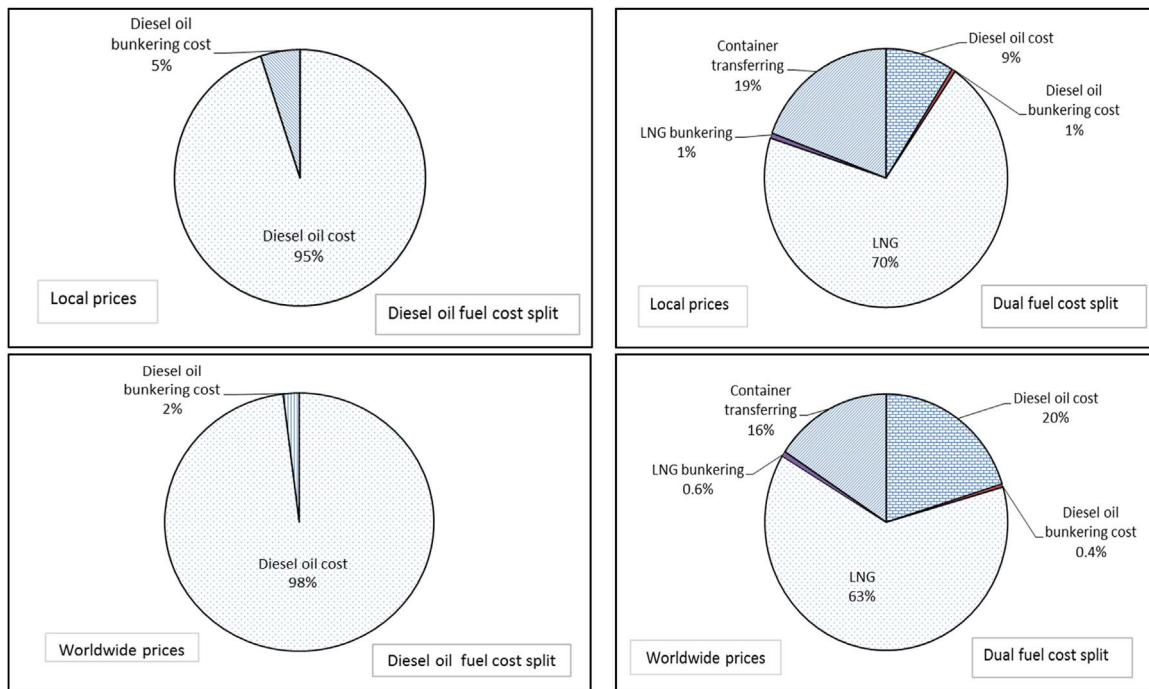 Diesel oil
bunkering cost
5%
Diesel oil cost
95%
Local prices
Diesel oil fuel cost split
Container
transferring
19%
Diesel oil cost
9%
Diesel oil
bunkering cost
1%
LNG bunkering
1%
LNG
70%
Local prices
Dual fuel cost split
Diesel oil
bunkering cost
2%
Diesel oil cost
98%
Worldwide prices
Diesel oil fuel cost split
Container
transferring
16%
Diesel oil cost
20%
LNG bunkering
0.6%
Diesel oil
bunkering cost
0.4%
LNG
63%
Worldwide prices
Dual fuel cost split